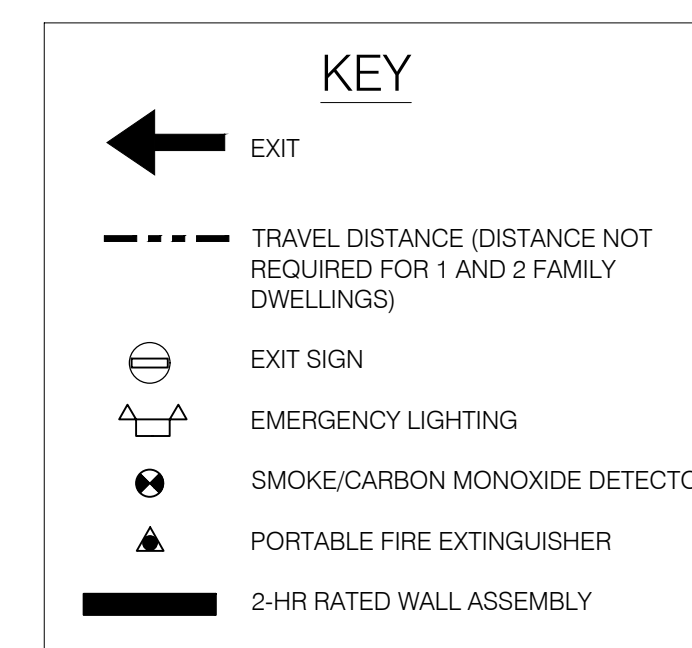 KEY
EXIT
TRAVEL DISTANCE (DISTANCE NOT
REQUIRED FOR 1 AND 2 FAMILY
DWELLINGS)
EXIT SIGN
EMERGENCY LIGHTING
SMOKE/CARBON MONOXIDE DETECTO
PORTABLE FIRE EXTINGUISHER
2-HR RATED WALL ASSEMBLY